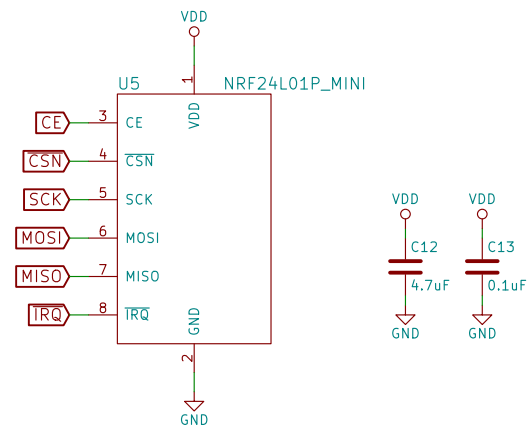 VDD
U5 NRF24L01P_MINI
1
VDD
CE 3 CE
CSN 4 CSN
SCK 5 SCK
MOSI 6 MOSI
MISO 7 MISO
IRQ 8 IRQ
GND
2
GND
VDD VDD
C12 C13
4.7uF 0.1uF
GND GND